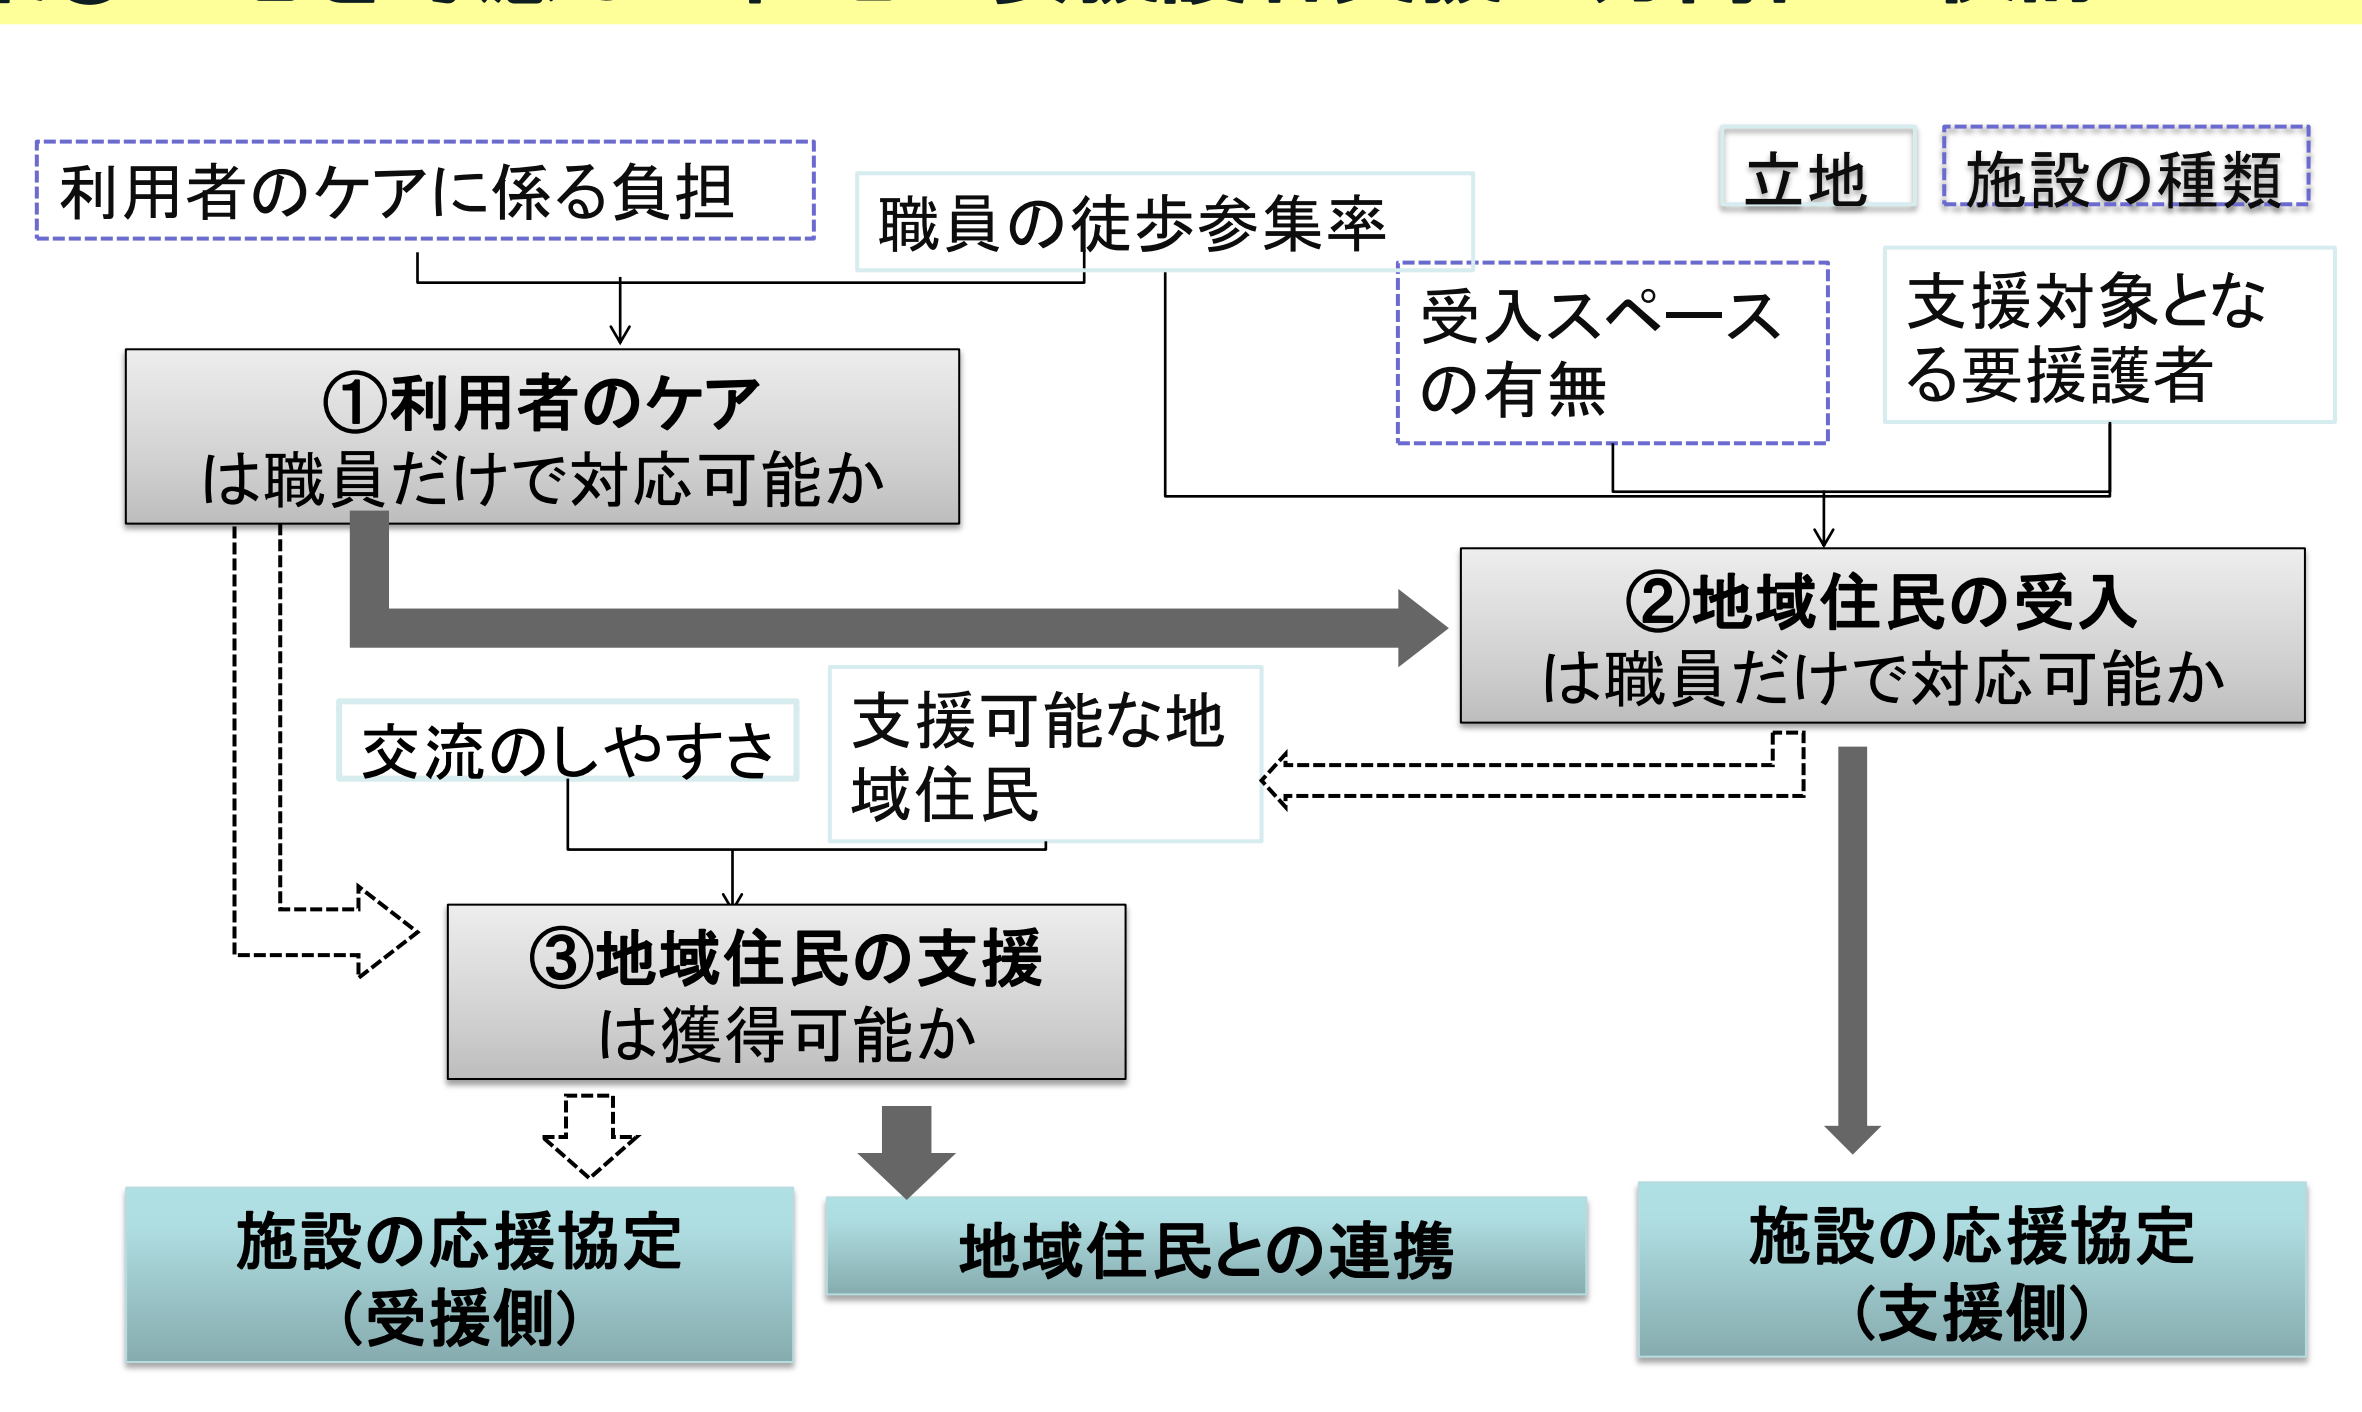 利用者のケアに係る負担
職員の徒歩参集率
立地
施設の種類
受入スペース
の有無
支援対象とな
る要援護者
①利用者のケア
は職員だけで対応可能か
②地域住民の受入
は職員だけで対応可能か
交流のしやすさ
支援可能な地
域住民
③地域住民の支援
は獲得可能か
施設の応援協定
（受援側）
地域住民との連携
施設の応援協定
（支援側）